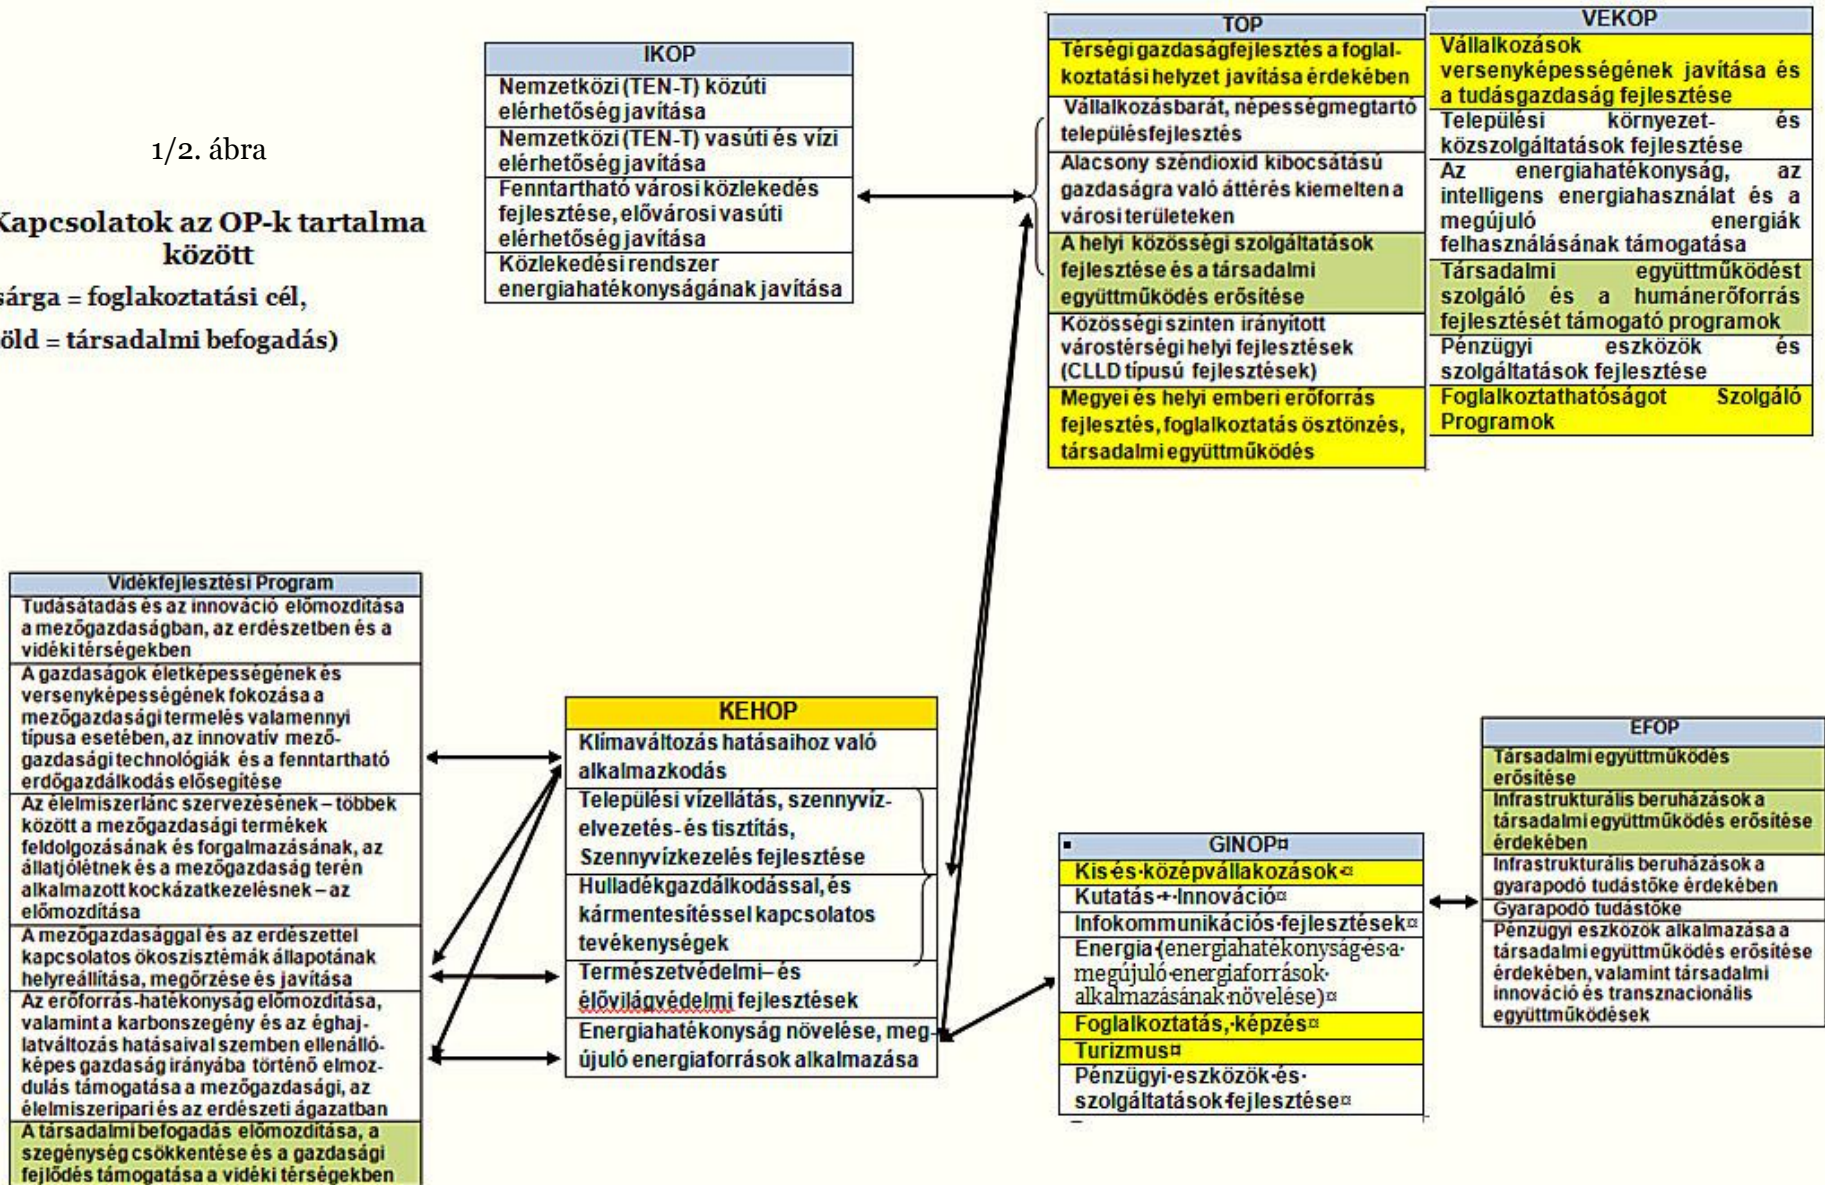 1/2. ábra
Kapcsolatok az OP-k tartalma
között
sárga = foglakoztatási cél,
öld = társadalmi befogadás)
IKOP
Nemzetközi (TEN-T) közúti
elérhetőség javítása
Nemzetközi (TEN-T) vasúti és vízi
elérhetőség javítása
Fenntartható városi közlekedés
fejlesztése, elővárosi vasúti
elérhetőség javítása
Közlekedési rendszer
energiahatékonyságának javítása
TOP
Térségi gazdaságfejlesztés a foglal-
koztatási helyzet javítása érdekében
Vállalkozásbarát, népességmegtartó
településfejlesztés
Alacsony széndioxid kibocsátású
gazdaságra való áttérés kiemelten a
városi területeken
A helyi közösségi szolgáltatások
fejlesztése és a társadalmi
együttműködés erősítése
Közösségi szinten irányított
várostérségi helyi fejlesztések
(CLLD típusú fejlesztések)
Megyei és helyi emberi erőforrás
fejlesztés, foglalkoztatás ösztönzés,
társadalmi együttműködés
VEKOP
Vállalkozások
versenyképességének javítása és
a tudásgazdaság fejlesztése
Települési környezet- és
közszolgáltatások fejlesztése
Az energiahatékonyság, az
intelligens energiahasználat és a
megújuló energiák
felhasználásának támogatása
Társadalmi együttműködést
szolgáló és a humánerőforrás
fejlesztését támogató programok
Pénzügyi eszközök és
szolgáltatások fejlesztése
Foglalkoztathatóságot Szolgáló
Programok
Vidékfejlesztési Program
Tudásátadás és az innováció előmozdítása
a mezőgazdaságban, az erdészetben és a
vidéki térségekben
A gazdaságok életképességének és
versenyképességének fokozása a
mezőgazdasági termelés valamennyi
típusa esetében, az innovatív mező-
gazdasági technológiák és a fenntartható
erdőgazdálkodás elősegítése
Az élelmiszerlánc szervezésének – többek
között a mezőgazdasági termékek
feldolgozásának és forgalmazásának, az
állatjólétnek és a mezőgazdaság terén
alkalmazott kockázatkezelésnek – az
előmozdítása
A mezőgazdasággal és az erdészettel
kapcsolatos ökoszisztémák állapotának
helyreállítása, megőrzése és javítása
Az erőforrás-hatékonyság előmozdítása,
valamint a karbonszegény és az éghaj-
latváltozás hatásaival szemben ellenálló-
képes gazdaság irányába történő elmoz-
dulás támogatása a mezőgazdasági, az
élelmiszeripari és az erdészeti ágazatban
A társadalmi befogadás előmozdítása, a
szegénység csökkentése és a gazdasági
fejlődés támogatása a vidéki térségekben
KEHOP
Klímaváltozás hatásaihoz való
alkalmazkodás
Települési vízellátás, szennyvíz-
elvezetés- és tisztítás,
Szennyvízkezelés fejlesztése
Hulladékgazdálkodással, és
kármentesítéssel kapcsolatos
tevékenységek
Természetvédelmi– és
élővilágvédelmi fejlesztések
Energiahatékonyság növelése, meg-
újuló energiaforrások alkalmazása
▪ GINOP¤
Kis·és·középvállakozások·¤
Kutatás·+·Innováció¤
Infokommunikációs·fejlesztések¤
Energia·(energiahatékonyság·és·a·
megújuló·energiaforrások·
alkalmazásának·növelése)¤
Foglalkoztatás,·képzés¤
Turizmus¤
Pénzügyi·eszközök·és·
szolgáltatások·fejlesztése¤
EFOP
Társadalmi együttműködés
erősítése
Infrastrukturális beruházások a
társadalmi együttműködés erősítése
érdekében
Infrastrukturális beruházások a
gyarapodó tudástőke érdekében
Gyarapodó tudástőke
Pénzügyi eszközök alkalmazása a
társadalmi együttműködés erősítése
érdekében, valamint társadalmi
innováció és transznacionális
együttműködések